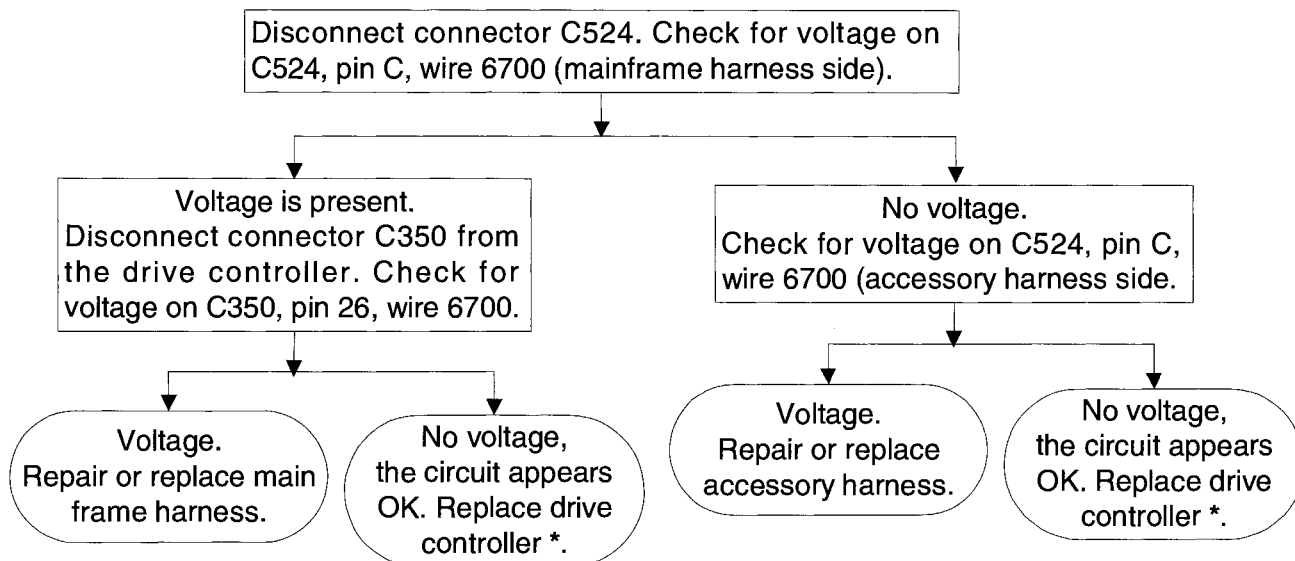 Disconnect connector C524. Check for voltage on
C524, pin C, wire 6700 (mainframe harness side).
Voltage is present.
Disconnect connector C350 from
the drive controller. Check for
voltage on C350, pin 26, wire 6700.
No voltage.
Check for voltage on C524, pin C,
wire 6700 (accessory harness side.
Voltage.
Repair or replace main
frame harness.
No voltage,
the circuit appears
OK. Replace drive
controller *.
Voltage.
Repair or replace
accessory harness.
No voltage,
the circuit appears
OK. Replace drive
controller *.